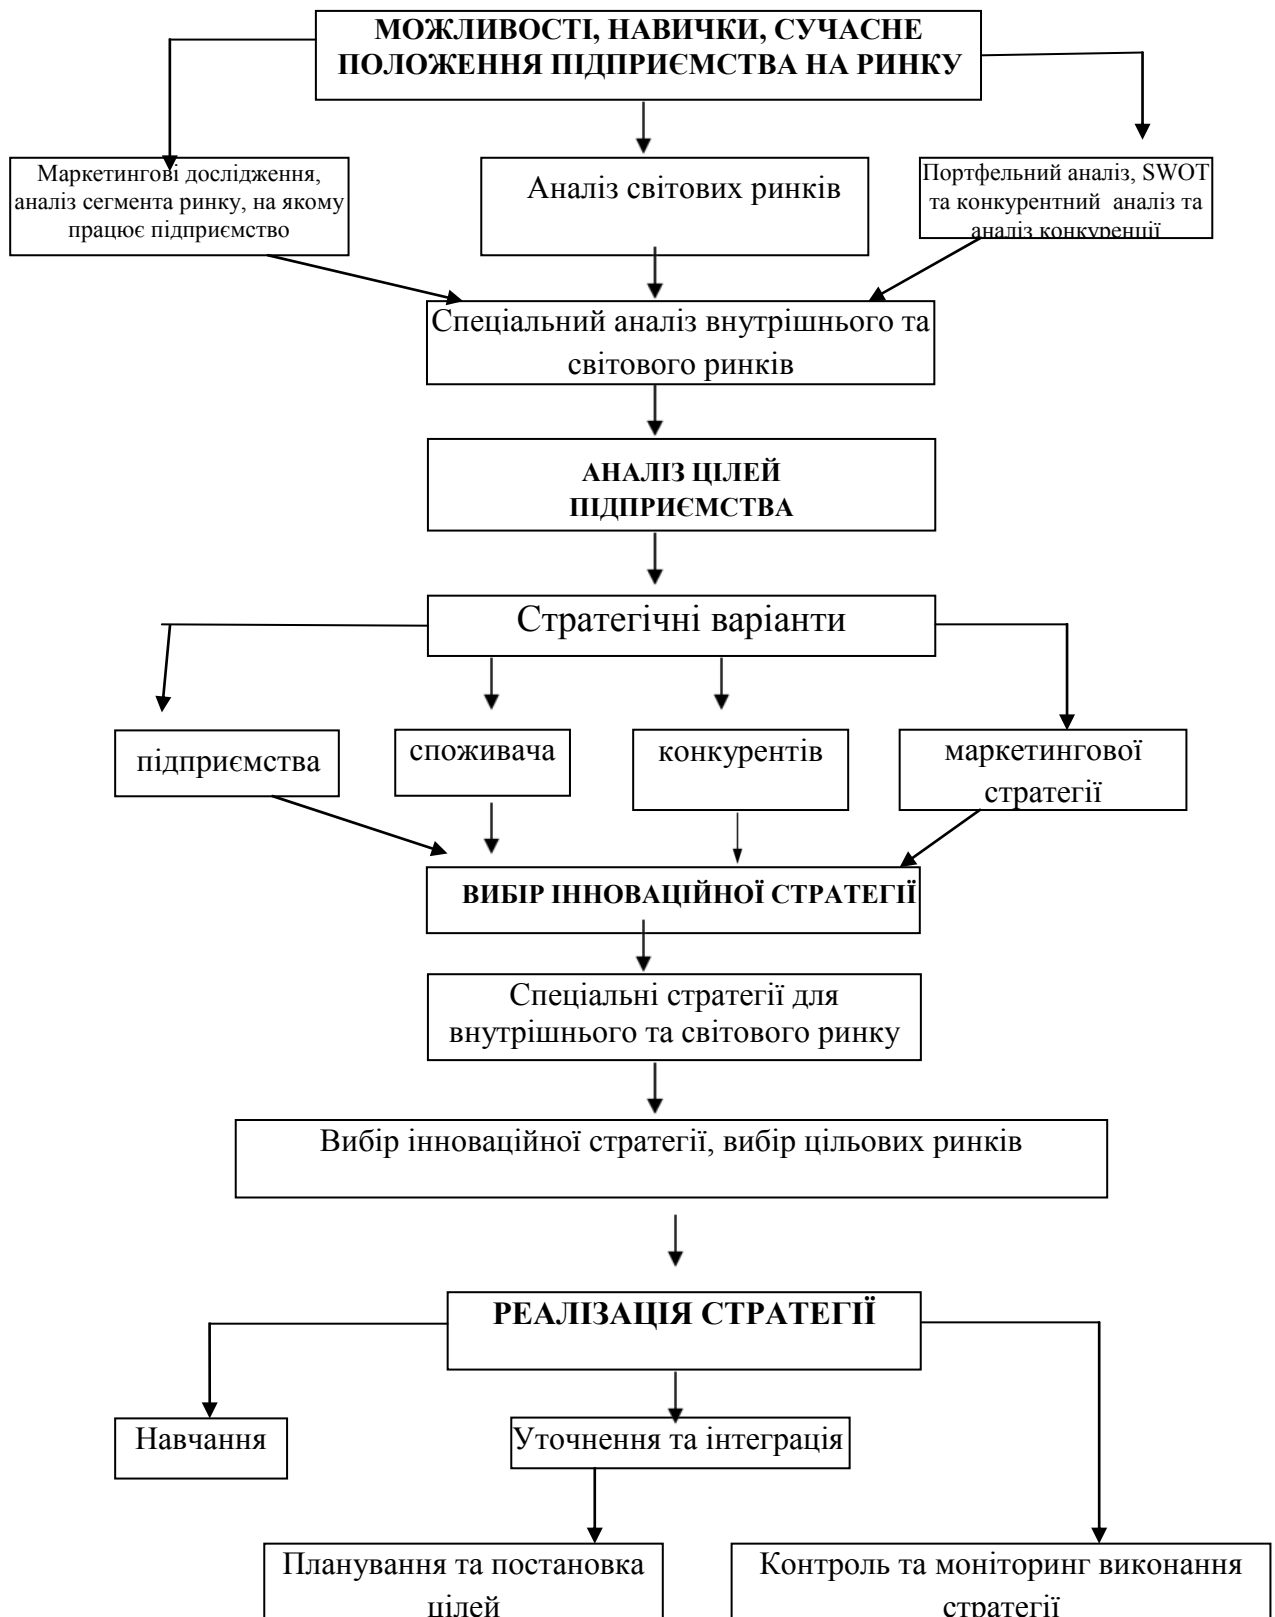 МОЖЛИВОСТІ, НАВИЧКИ, СУЧАСНЕ
ПОЛОЖЕННЯ ПІДПРИЄМСТВА НА РИНКУ
Маркетингові дослідження,
аналіз сегмента ринку, на якому
працює підприємство
Аналіз світових ринків
Портфельний аналіз, SWOT
та конкурентний аналіз та
аналіз конкуренції
Спеціальний аналіз внутрішнього та
світового ринків
АНАЛІЗ ЦІЛЕЙ
ПІДПРИЄМСТВА
Стратегічні варіанти
підприємства
споживача
конкурентів
маркетингової
стратегії
ВИБІР ІННОВАЦІЙНОЇ СТРАТЕГІЇ
Спеціальні стратегії для
внутрішнього та світового ринку
Вибір інноваційної стратегії, вибір цільових ринків
РЕАЛІЗАЦІЯ СТРАТЕГІЇ
Навчання
Уточнення та інтеграція
Планування та постановка
цілей
Контроль та моніторинг виконання
стратегії